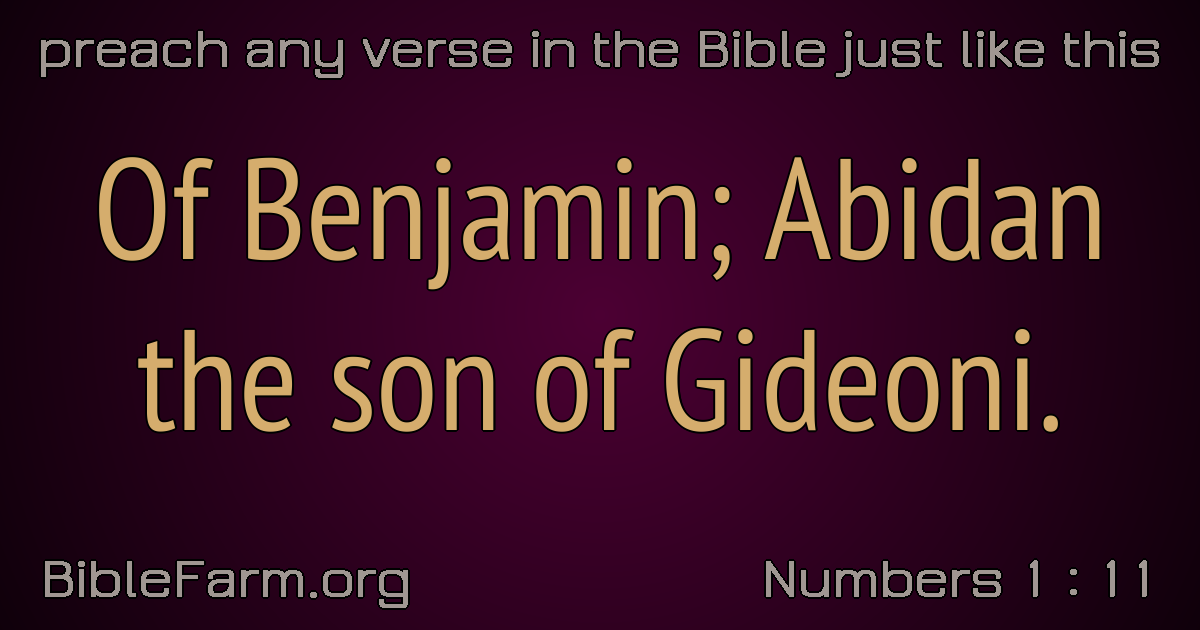 preach any verse in the Bible just like this
Of Benjamin; Abidan
the son of Gideoni.
BibleFarm.org
Numbers 1 : 11